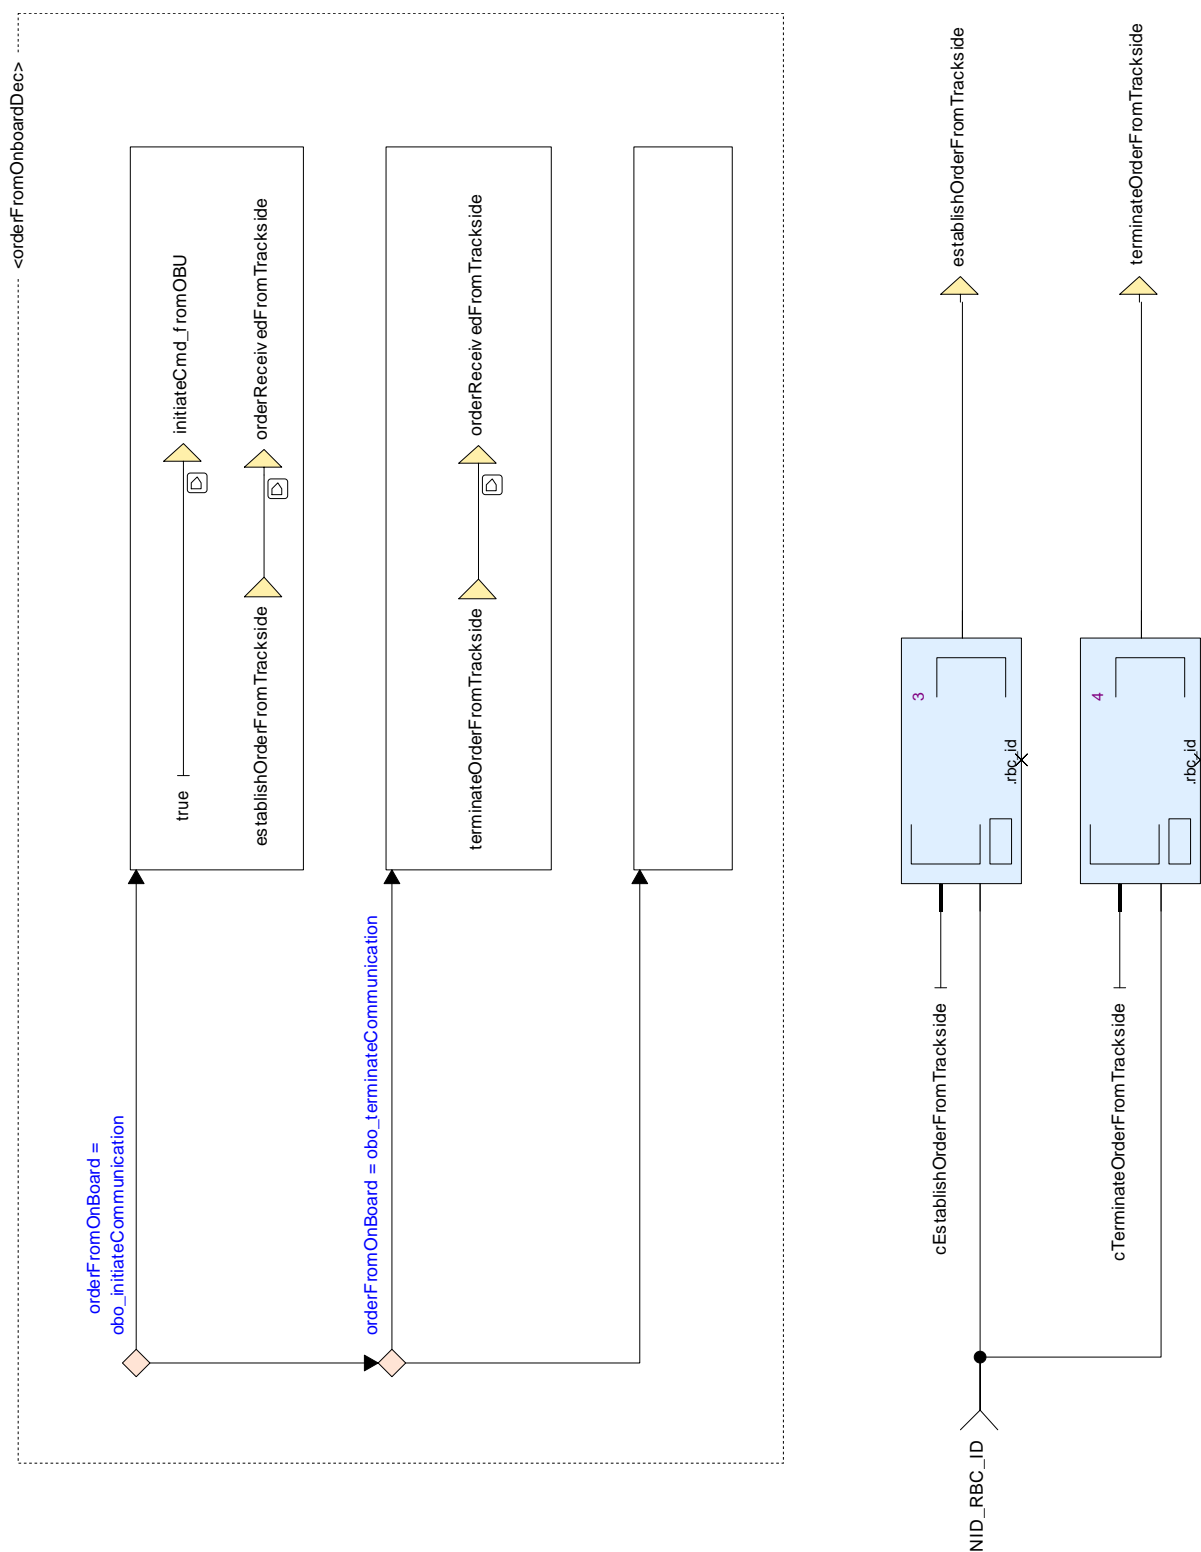 <orderFromOnboardDec>
orderFromOnBoard =
obo_initiateCommunication
true
initiateCmd_fromOBU
establishOrderFromTrackside
orderReceivedFromTrackside
orderFromOnBoard = obo_terminateCommunication
terminateOrderFromTrackside
orderReceivedFromTrackside
NID_RBC_ID
cEstablishOrderFromTrackside
3
.rbc_id
establishOrderFromTrackside
cTerminateOrderFromTrackside
4
.rbc_id
terminateOrderFromTrackside